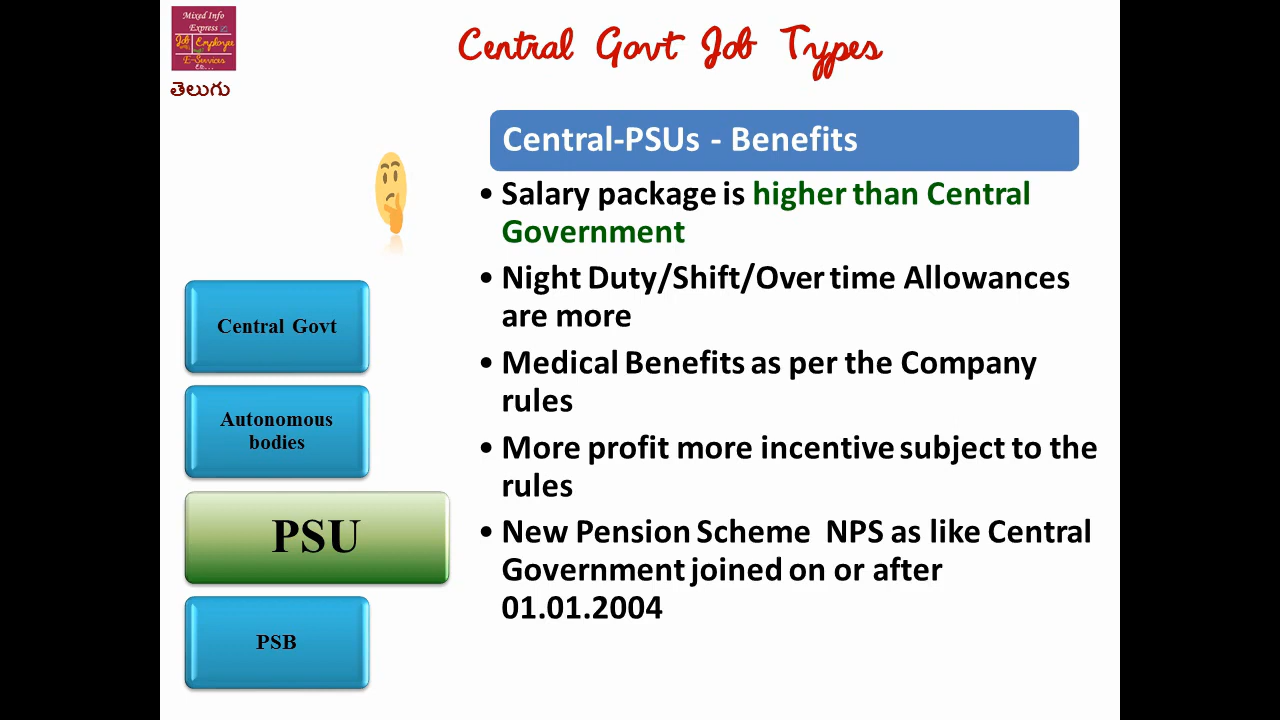 Mixed Info
Express
Job
Employee
E-Services
తెలుగు
Central Govt Job Types
Central-PSUs - Benefits
• Salary package is higher than Central
Government
• Night Duty/Shift/Over time Allowances
are more
• Medical Benefits as per the Company
rules
• More profit more incentive subject to the
rules
• New Pension Scheme NPS as like Central
Government joined on or after
01.01.2004
Central Govt
Autonomous
bodies
PSU
PSB